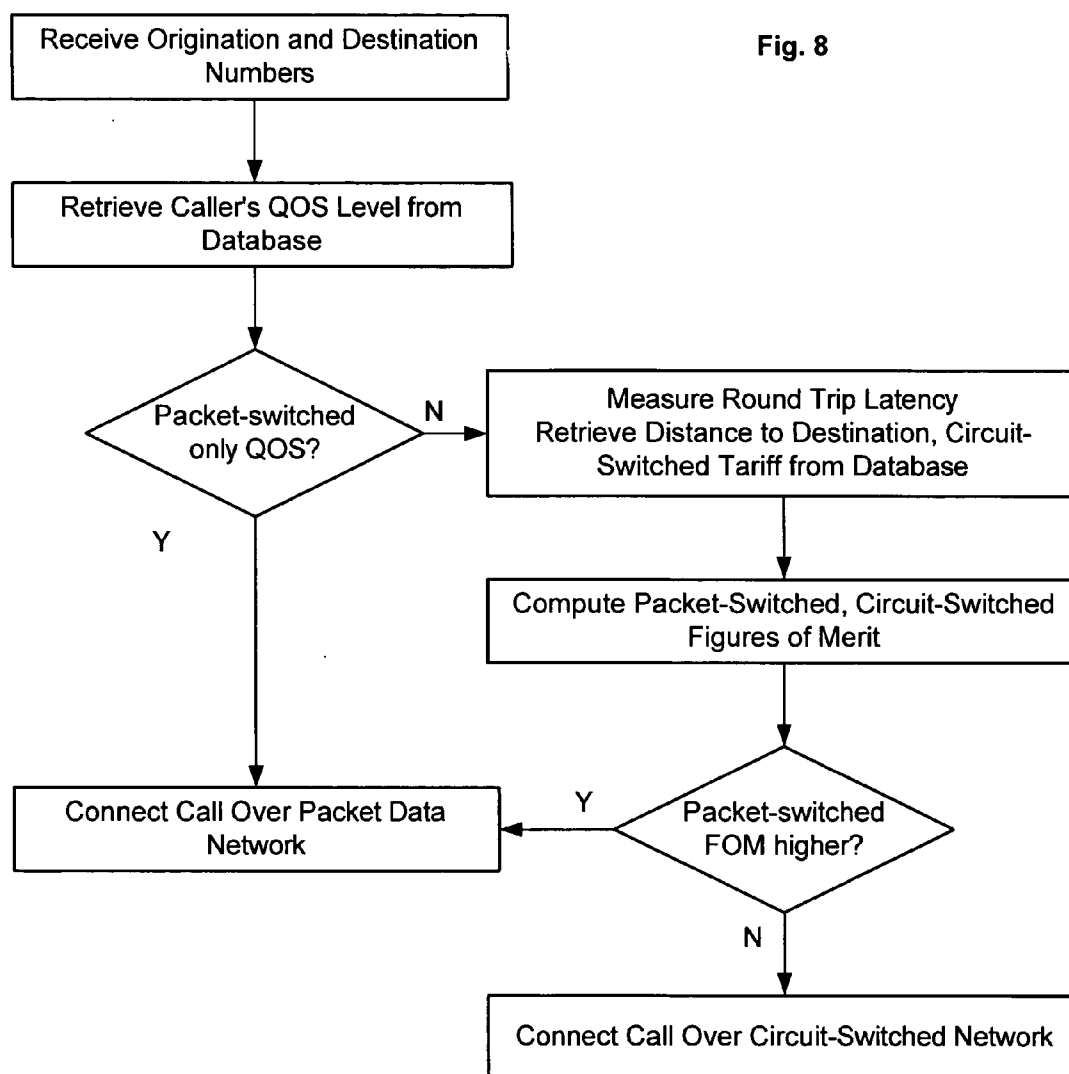 Fig. 8
Receive Origination and Destination
Numbers
Retrieve Caller's QOS Level from
Database
Packet-switched
only QOS?
N
Y
Measure Round Trip Latency
Retrieve Distance to Destination, Circuit-
Switched Tariff from Database
Compute Packet-Switched, Circuit-Switched
Figures of Merit
Packet-switched
FOM higher?
Y
N
Connect Call Over Packet Data
Network
Connect Call Over Circuit-Switched Network